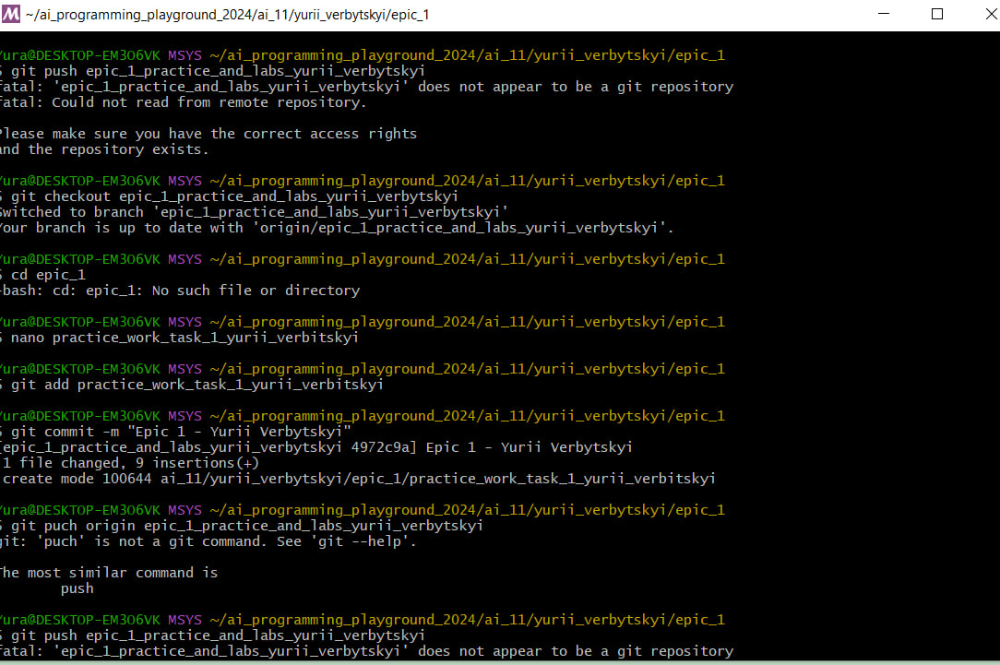 ~/ai_programming_playground_2024/ai_11/yurii_verbytskyi/epic_1
Yura@DESKTOP-EM3O6VK MSYS ~/ai_programming_playground_2024/ai_11/yurii_verbytskyi/epic_1
$ git push epic_1_practice_and_labs_yurii_verbytskyi
fatal: 'epic_1_practice_and_labs_yurii_verbytskyi' does not appear to be a git repository
fatal: Could not read from remote repository.
Please make sure you have the correct access rights
and the repository exists.
Yura@DESKTOP-EM3O6VK MSYS ~/ai_programming_playground_2024/ai_11/yurii_verbytskyi/epic_1
$ git checkout epic_1_practice_and_labs_yurii_verbytskyi
Switched to branch 'epic_1_practice_and_labs_yurii_verbytskyi'
Your branch is up to date with 'origin/epic_1_practice_and_labs_yurii_verbytskyi'.
Yura@DESKTOP-EM3O6VK MSYS ~/ai_programming_playground_2024/ai_11/yurii_verbytskyi/epic_1
$ cd epic_1
-bash: cd: epic_1: No such file or directory
Yura@DESKTOP-EM3O6VK MSYS ~/ai_programming_playground_2024/ai_11/yurii_verbytskyi/epic_1
$ nano practice_work_task_1_yurii_verbitskyi
Yura@DESKTOP-EM3O6VK MSYS ~/ai_programming_playground_2024/ai_11/yurii_verbytskyi/epic_1
$ git add practice_work_task_1_yurii_verbitskyi
Yura@DESKTOP-EM3O6VK MSYS ~/ai_programming_playground_2024/ai_11/yurii_verbytskyi/epic_1
$ git commit -m "Epic 1 - Yurii Verbytskyi"
[epic_1_practice_and_labs_yurii_verbytskyi 4972c9a] Epic 1 - Yurii Verbytskyi
1 file changed, 9 insertions(+)
create mode 100644 ai_11/yurii_verbytskyi/epic_1/practice_work_task_1_yurii_verbitskyi
Yura@DESKTOP-EM3O6VK MSYS ~/ai_programming_playground_2024/ai_11/yurii_verbytskyi/epic_1
$ git puch origin epic_1_practice_and_labs_yurii_verbytskyi
git: 'puch' is not a git command. See 'git --help'.
The most similar command is
push
Yura@DESKTOP-EM3O6VK MSYS ~/ai_programming_playground_2024/ai_11/yurii_verbytskyi/epic_1
$ git push epic_1_practice_and_labs_yurii_verbytskyi
fatal: 'epic_1_practice_and_labs_yurii_verbytskyi' does not appear to be a git repository